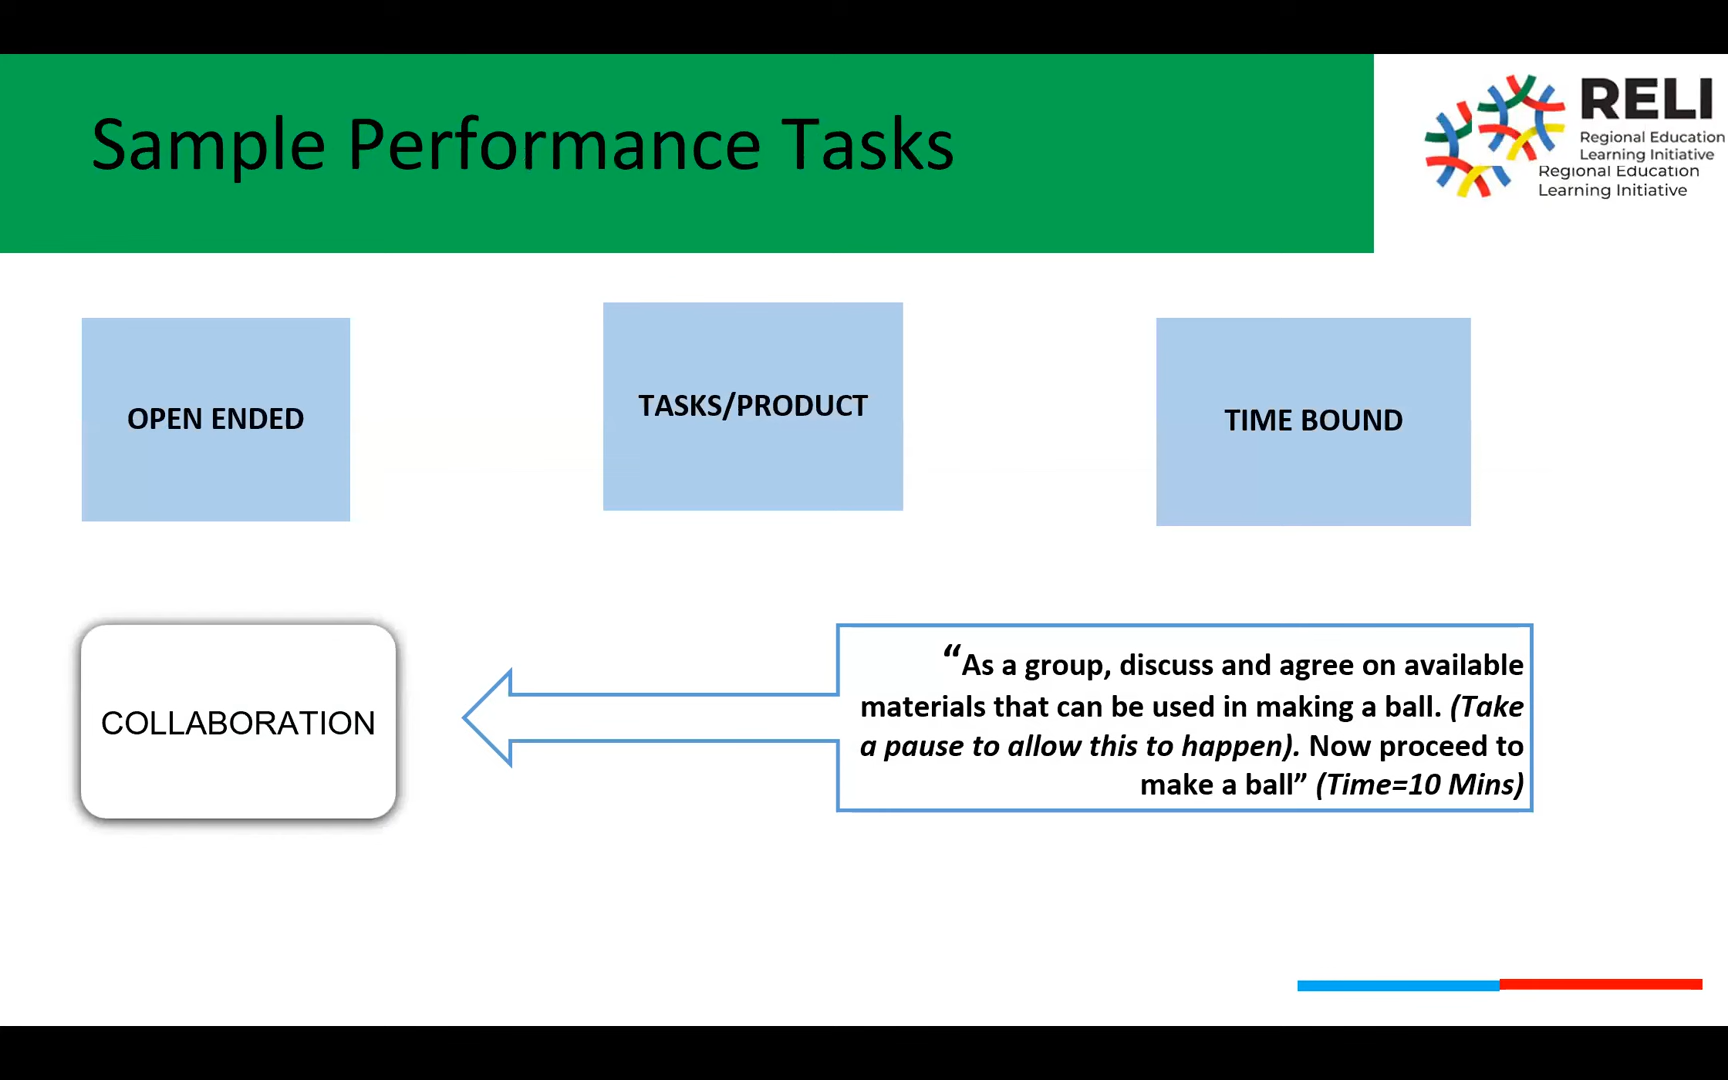 Sample Performance Tasks
RELI
Regional Education
Learning Initiative
Regional Education
Learning Initiative
OPEN ENDED
TASKS/PRODUCT
TIME BOUND
COLLABORATION
“As a group, discuss and agree on available
materials that can be used in making a ball. (Take
a pause to allow this to happen). Now proceed to
make a ball” (Time=10 Mins)